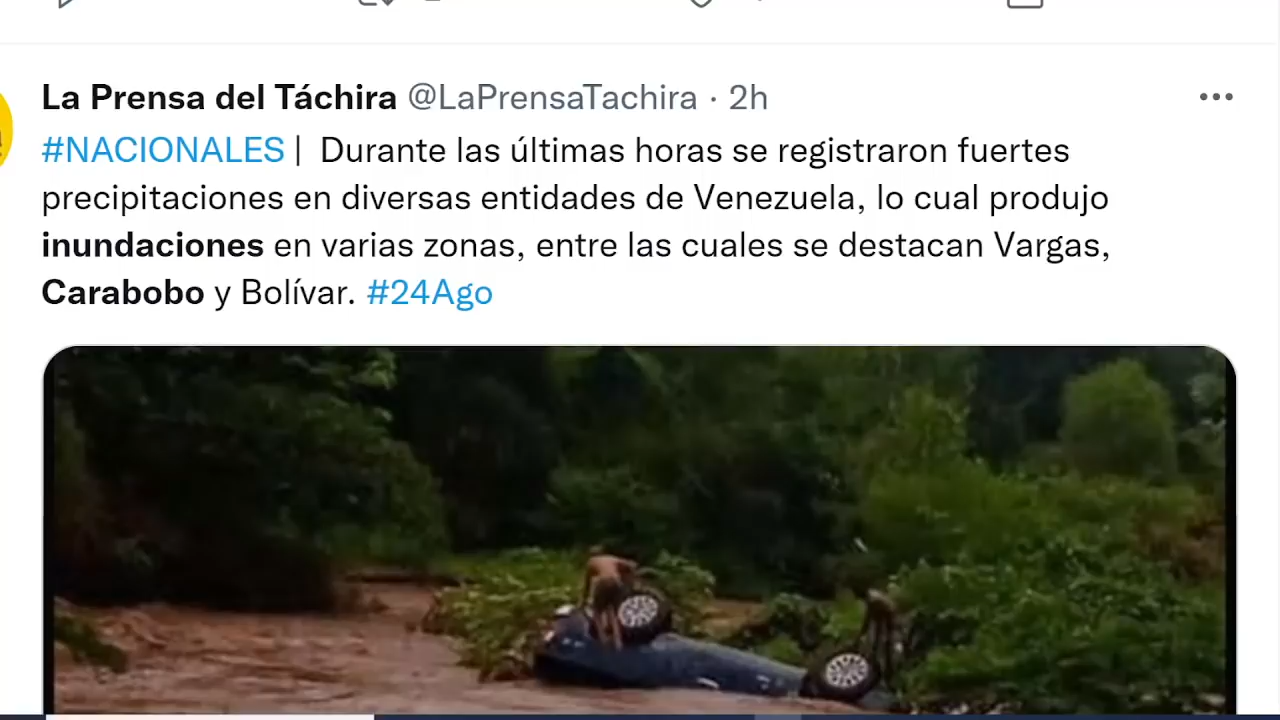 La Prensa del Táchira @LaPrensaTachira · 2h
#NACIONALES | Durante las últimas horas se registraron fuertes
precipitaciones en diversas entidades de Venezuela, lo cual produjo
inundaciones en varias zonas, entre las cuales se destacan Vargas,
Carabobo y Bolívar. #24Ago